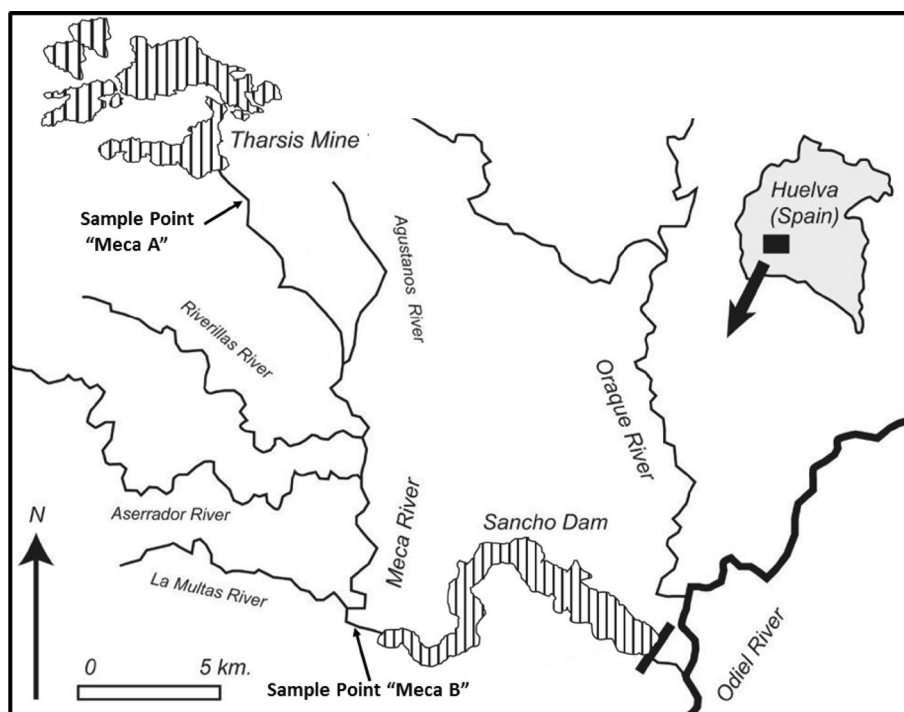 Tharsis Mine
Sample Point
“Meca A”
Agustanos River
Huelva
(Spain)
Riverillas River
Oraque River
Aserrador River
Meca River
Sancho Dam
N
La Multas River
Odiel River
0 5 km.
Sample Point “Meca B”